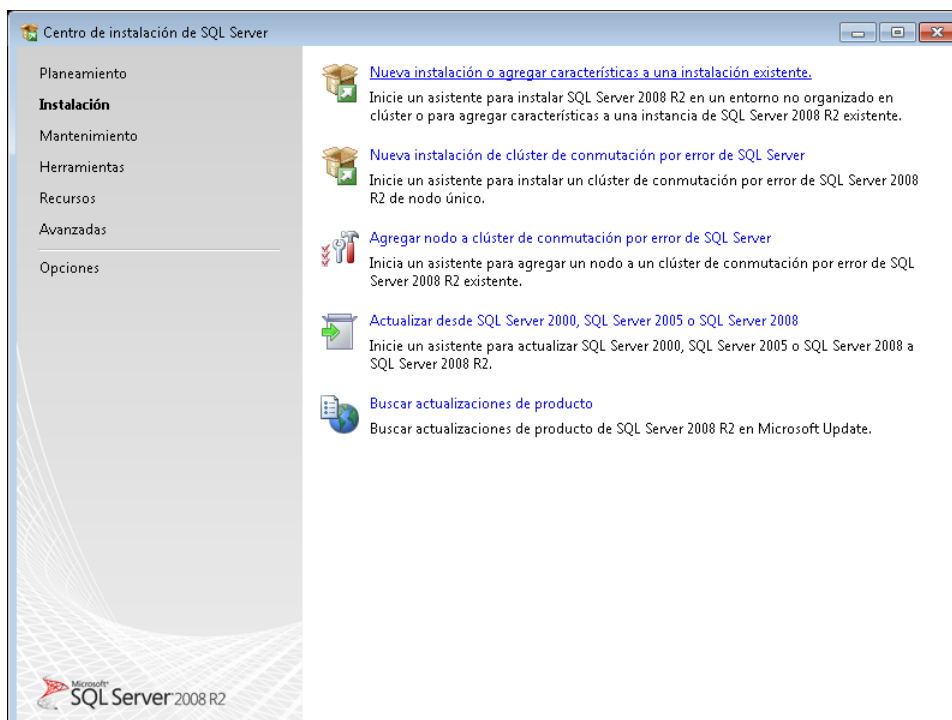 Centro de instalación de SQL Server
Planeamiento
Instalación
Mantenimiento
Herramientas
Recursos
Avanzadas
Opciones
Nueva instalación o agregar características a una instalación existente.
Inicie un asistente para instalar SQL Server 2008 R2 en un entorno no organizado en
clúster o para agregar características a una instancia de SQL Server 2008 R2 existente.
Nueva instalación de clúster de conmutación por error de SQL Server
Inicie un asistente para instalar un clúster de conmutación por error de SQL Server 2008
R2 de nodo único.
Agregar nodo a clúster de conmutación por error de SQL Server
Inicia un asistente para agregar un nodo a un clúster de conmutación por error de SQL
Server 2008 R2 existente.
Actualizar desde SQL Server 2000, SQL Server 2005 o SQL Server 2008
Inicie un asistente para actualizar SQL Server 2000, SQL Server 2005 o SQL Server 2008 a
SQL Server 2008 R2.
Buscar actualizaciones de producto
Buscar actualizaciones de producto de SQL Server 2008 R2 en Microsoft Update.
Microsoft
SQL Server 2008 R2